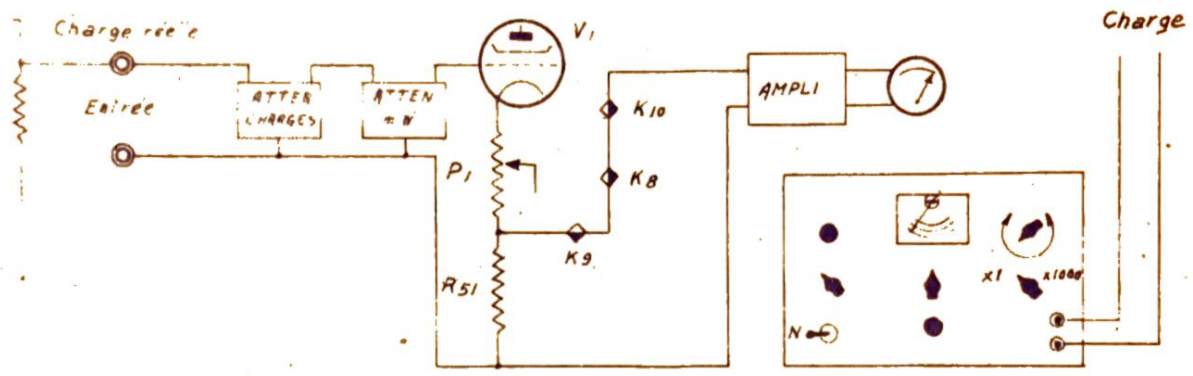 Charge réelle
V1
Charge
Entrée
ATTEN
CHARGES
ATTEN
AMPLI
K10
K8
P1
K9
R51
x1
x1000
N